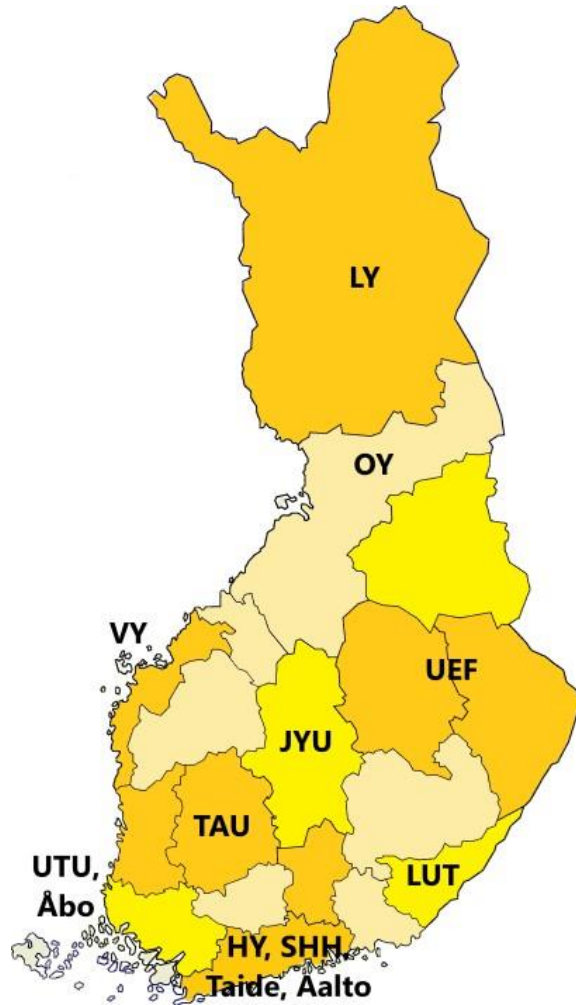 LY
OY
VY
UEF
JYU
TAU
UTU,
Åbo
LUT
HY, SHH,
Taide, Aalto